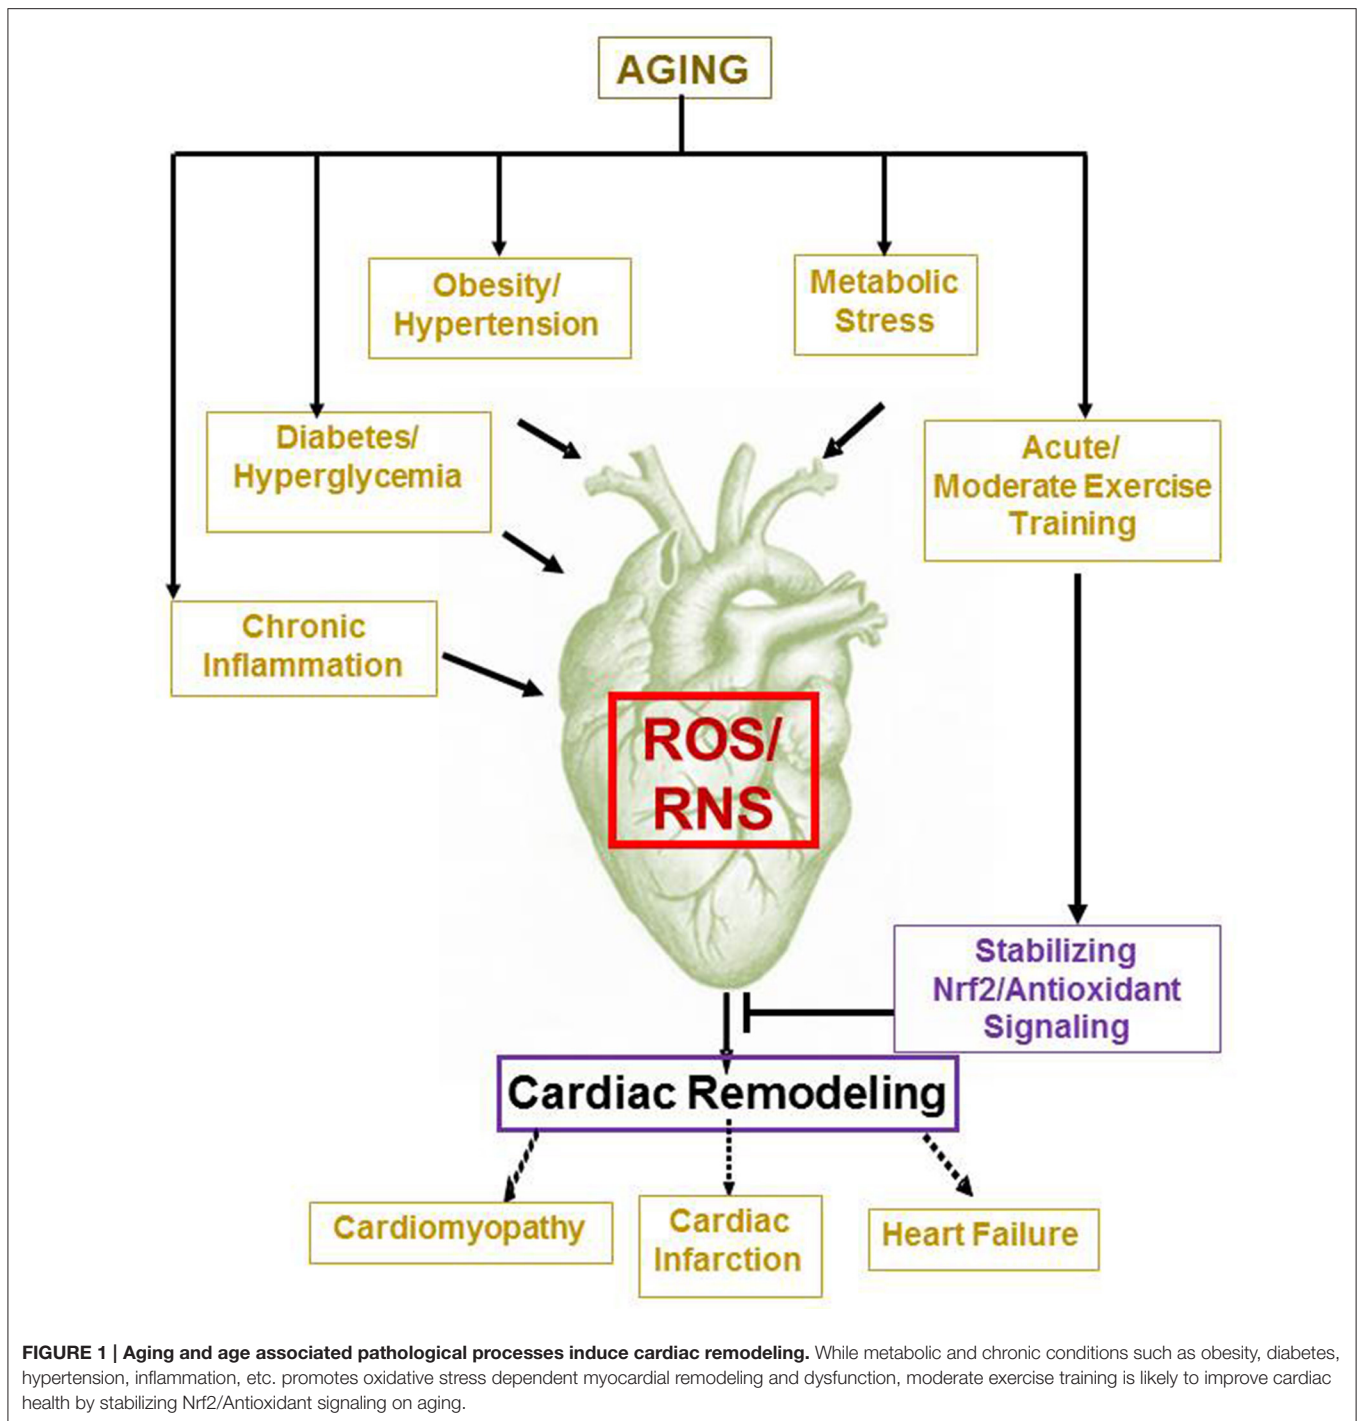 AGING
Obesity/
Hypertension
Metabolic
Stress
Diabetes/
Hyperglycemia
Acute/
Moderate Exercise
Training
Chronic
Inflammation
ROS/
RNS
Stabilizing
Nrf2/Antioxidant
Signaling
Cardiac Remodeling
Cardiomyopathy
Cardiac
Infarction
Heart Failure
FIGURE 1 | Aging and age associated pathological processes induce cardiac remodeling. While metabolic and chronic conditions such as obesity, diabetes,
hypertension, inflammation, etc. promotes oxidative stress dependent myocardial remodeling and dysfunction, moderate exercise training is likely to improve cardiac
health by stabilizing Nrf2/Antioxidant signaling on aging.